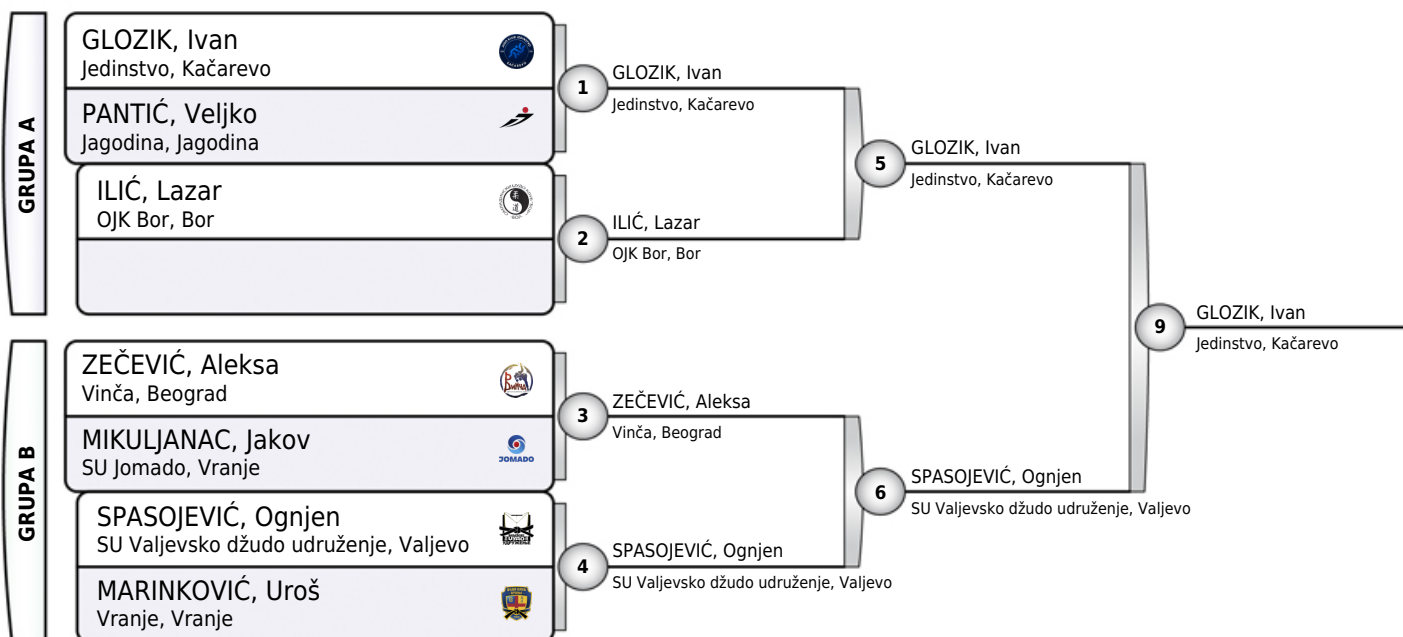 GRUPA A
GLOZIK, Ivan
Jedinstvo, Kačarevo
PANTIĆ, Veljko
Jagodina, Jagodina
ILIĆ, Lazar
OJK Bor, Bor
1
GLOZIK, Ivan
Jedinstvo, Kačarevo
2
ILIĆ, Lazar
OJK Bor, Bor
5
GLOZIK, Ivan
Jedinstvo, Kačarevo
GRUPA B
ZEČEVIĆ, Aleksa
Vinča, Beograd
MIKULJANAC, Jakov
SU Jomado, Vranje
JOMADO
SPASOJEVIĆ, Ognjen
SU Valjevsko džudo udruženje, Valjevo
MARINKOVIĆ, Uroš
Vranje, Vranje
3
ZEČEVIĆ, Aleksa
Vinča, Beograd
4
SPASOJEVIĆ, Ognjen
SU Valjevsko džudo udruženje, Valjevo
6
SPASOJEVIĆ, Ognjen
SU Valjevsko džudo udruženje, Valjevo
9
GLOZIK, Ivan
Jedinstvo, Kačarevo